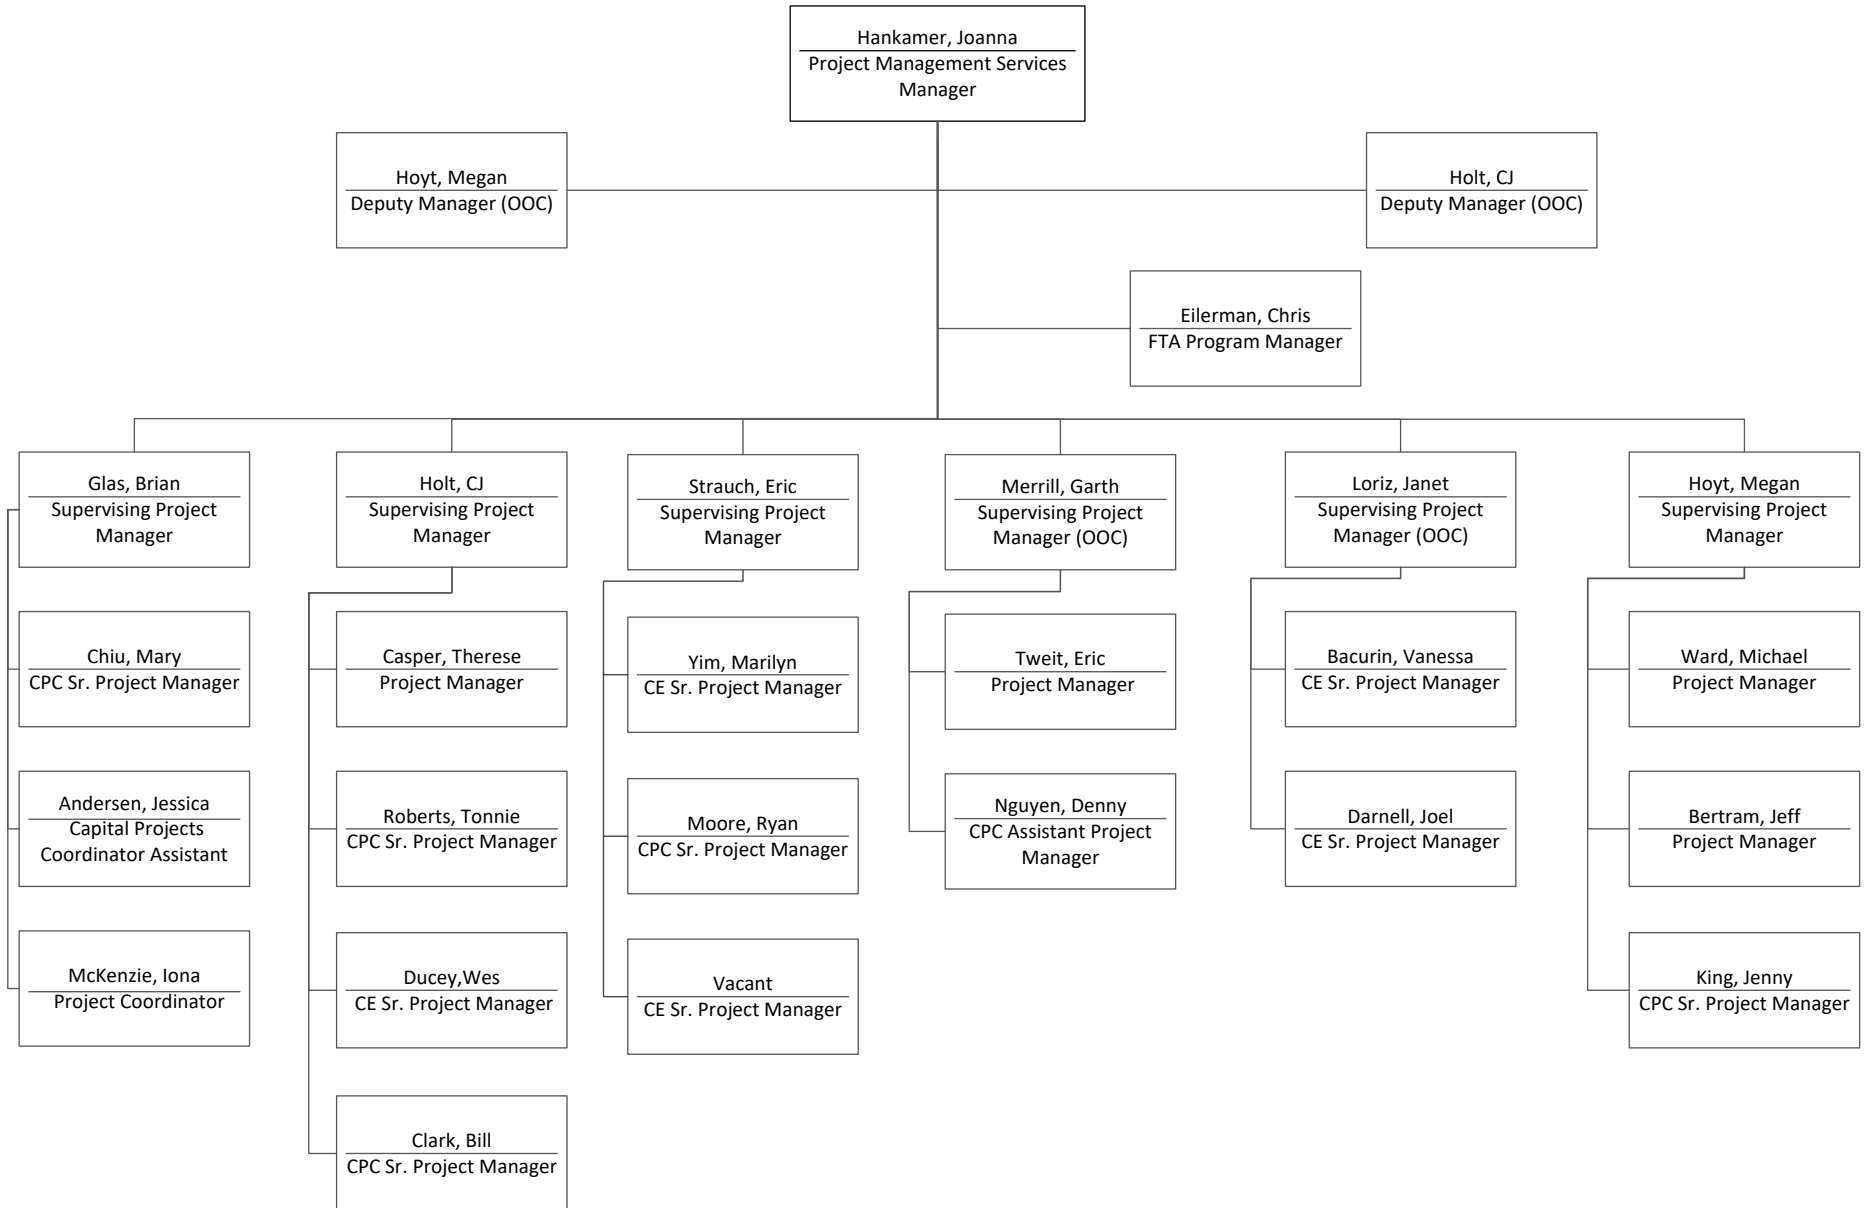 Hankamer, Joanna
Project Management Services
Manager
Hoyt, Megan
Deputy Manager (OOC)
Holt, CJ
Deputy Manager (OOC)
Eilerman, Chris
FTA Program Manager
Glas, Brian
Supervising Project
Manager
Holt, CJ
Supervising Project
Manager
Strauch, Eric
Supervising Project
Manager
Merrill, Garth
Supervising Project
Manager (OOC)
Loriz, Janet
Supervising Project
Manager (OOC)
Hoyt, Megan
Supervising Project
Manager
Chiu, Mary
CPC Sr. Project Manager
Casper, Therese
Project Manager
Yim, Marilyn
CE Sr. Project Manager
Tweit, Eric
Project Manager
Bacurin, Vanessa
CE Sr. Project Manager
Ward, Michael
Project Manager
Andersen, Jessica
Capital Projects
Coordinator Assistant
Roberts, Tonnie
CPC Sr. Project Manager
Moore, Ryan
CPC Sr. Project Manager
Nguyen, Denny
CPC Assistant Project
Manager
Darnell, Joel
CE Sr. Project Manager
Bertram, Jeff
Project Manager
McKenzie, Iona
Project Coordinator
Ducey,Wes
CE Sr. Project Manager
Vacant
CE Sr. Project Manager
King, Jenny
CPC Sr. Project Manager
Clark, Bill
CPC Sr. Project Manager